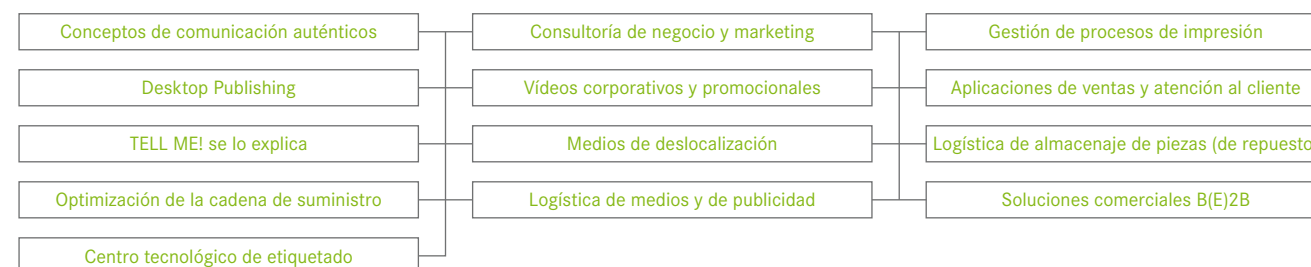 Conceptos de comunicación auténticos
Consultoría de negocio y marketing
Gestión de procesos de impresión
Desktop Publishing
Vídeos corporativos y promocionales
Aplicaciones de ventas y atención al cliente
TELL ME! se lo explica
Medios de deslocalización
Logística de almacenaje de piezas (de repuesto
Optimización de la cadena de suministro
Logística de medios y de publicidad
Soluciones comerciales B(E)2B
Centro tecnológico de etiquetado